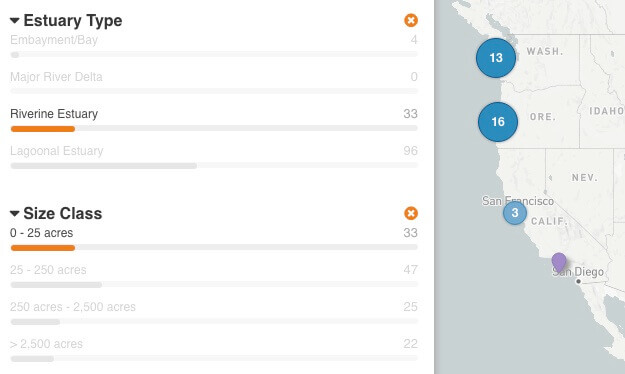 Estuary Type
Embayment/Bay 4
Major River Delta 0
Riverine Estuary 33
Lagoonal Estuary 96
Size Class
0 - 25 acres 33
25 - 250 acres 47
250 acres - 2,500 acres 25
> 2,500 acres 22
WASH.
13
ORE.
16
IDAHO
NEV.
San Francisco
3
CALIF.
San Diego